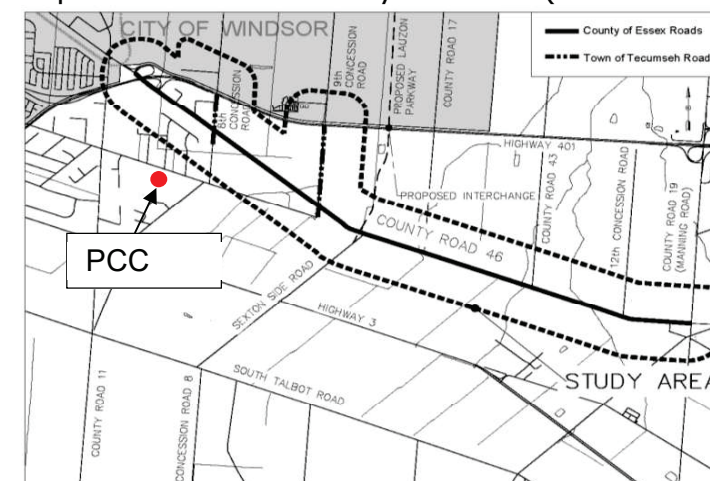 CITY OF WINDSOR
County of Essex Roads
Town of Tecumseh Road
8th
CONCESSION
ROAD
9th
CONCESSION
ROAD
PROPOSED LAUZON
PARKWAY
COUNTY ROAD 17
HIGHWAY 401
PROPOSED INTERCHANGE
COUNTY ROAD 43
12th CONCESSION ROAD
COUNTY ROAD 19
(MANNING ROAD)
COUNTY ROAD 46
PCC
SEXTON SIDE ROAD
HIGHWAY 3
STUDY AREA
SOUTH TALBOT ROAD
COUNTY ROAD 11
CONCESSION ROAD 8